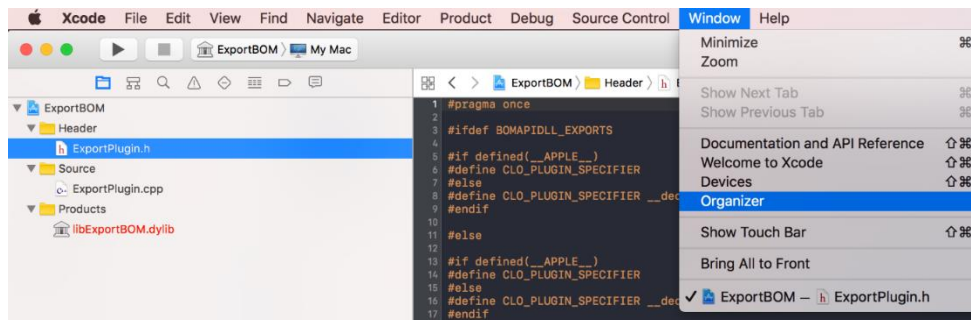 Xcode File Edit View Find Navigate Editor Product Debug Source Control Window Help
ExportBOM My Mac
ExportBOM Header h
ExportBOM
Header
h ExportPlugin.h
Source
ExportPlugin.cpp
Products
libExportBOM.dylib
1 #pragma once
2
3 #ifdef BOMAPIDLL_EXPORTS
4
5 #if defined(__APPLE__)
6 #define CLO_PLUGIN_SPECIFIER
7 #else
8 #define CLO_PLUGIN_SPECIFIER __dec
9 #endif
10
11 #else
12
13 #if defined(__APPLE__)
14 #define CLO_PLUGIN_SPECIFIER
15 #else
16 #define CLO_PLUGIN_SPECIFIER __dec
17 #endif
Minimize ⌘
Zoom
Show Next Tab ⌘
Show Previous Tab ⌘
Documentation and API Reference ⇧⌘
Welcome to Xcode ⇧⌘
Devices ⇧⌘
Organizer
Show Touch Bar ⇧⌘
Bring All to Front
✓ ExportBOM — h ExportPlugin.h